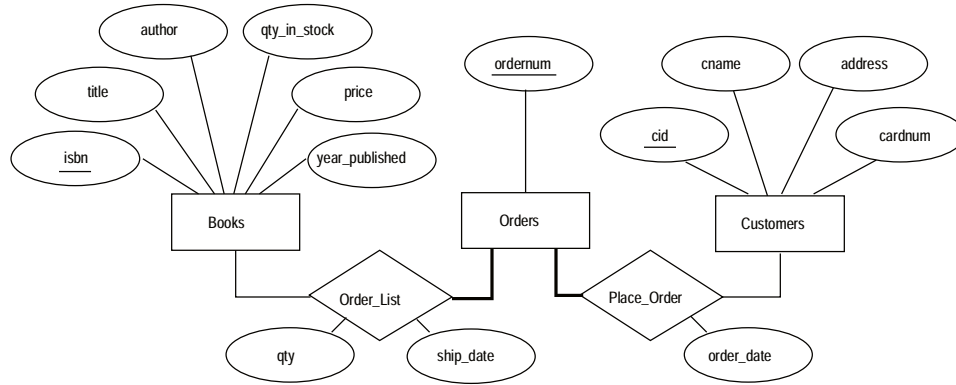 author
qty_in_stock
ordernum
cname
address
title
price
cid
cardnum
isbn
year_published
Books
Orders
Customers
Order_List
Place_Order
qty
ship_date
order_date